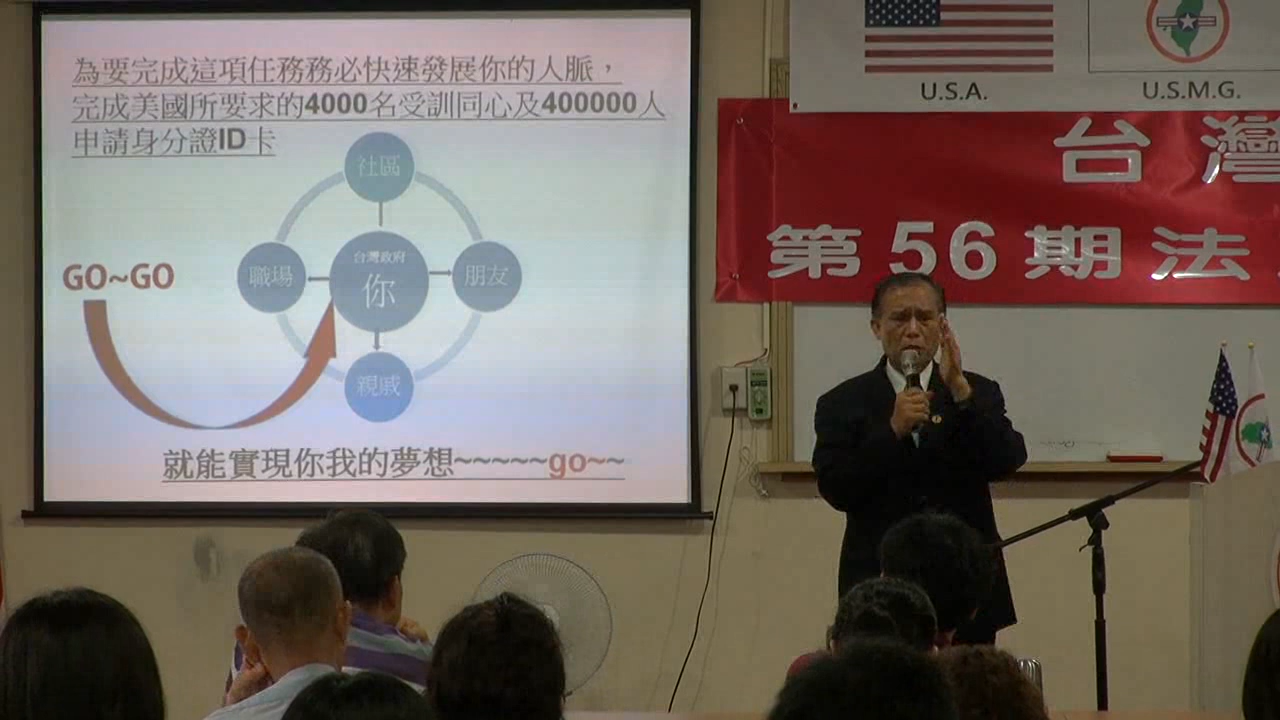 為要完成這項任務務必快速發展你的人脈，
完成美國所要求的4000名受訓同心及400000人
申請身分證ID卡
社區
職場
台灣政府
你
朋友
親戚
GO~GO
就能實現你我的夢想~~~~~go~~
U.S.A.
U.S.M.G.
台灣
第56期法